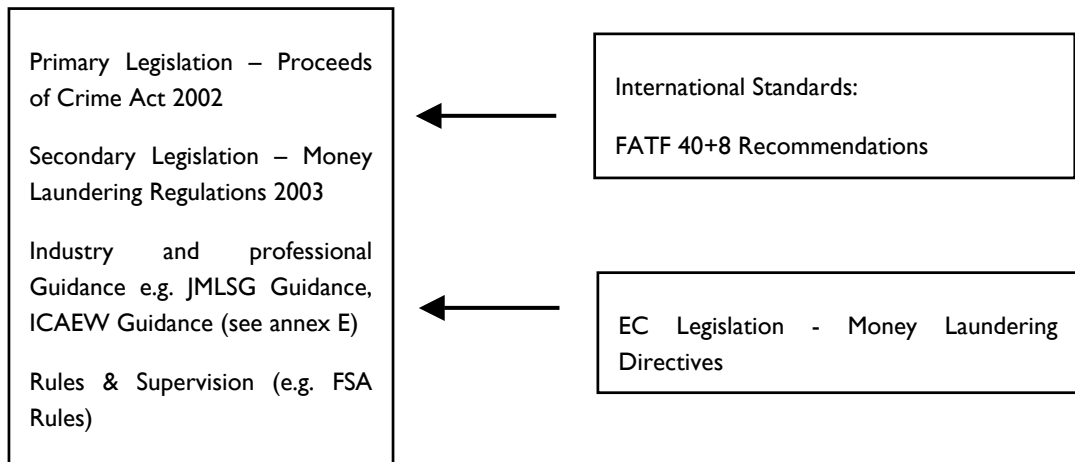 Primary Legislation – Proceeds
of Crime Act 2002
Secondary Legislation – Money
Laundering Regulations 2003
Industry and professional
Guidance e.g. JMLSG Guidance,
ICAEW Guidance (see annex E)
Rules & Supervision (e.g. FSA
Rules)
International Standards:
FATF 40+8 Recommendations
EC Legislation - Money Laundering
Directives